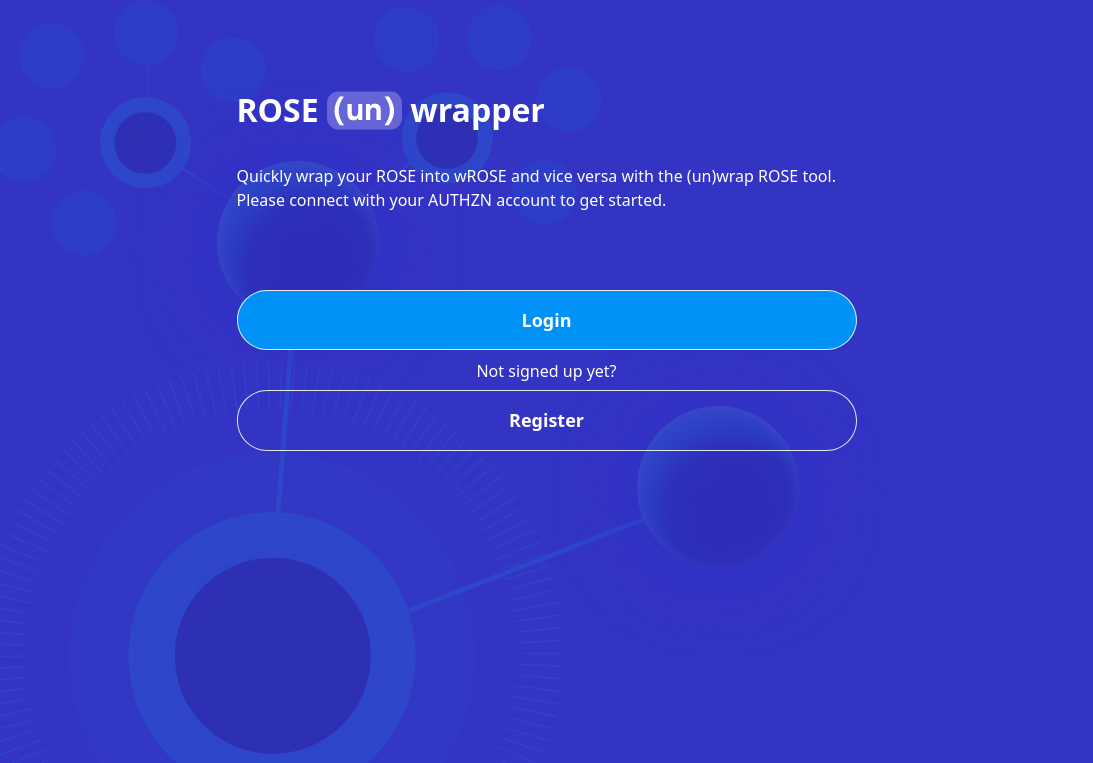 ROSE (un) wrapper
Quickly wrap your ROSE into wROSE and vice versa with the (un)wrap ROSE tool.
Please connect with your AUTHZN account to get started.
Login
Not signed up yet?
Register